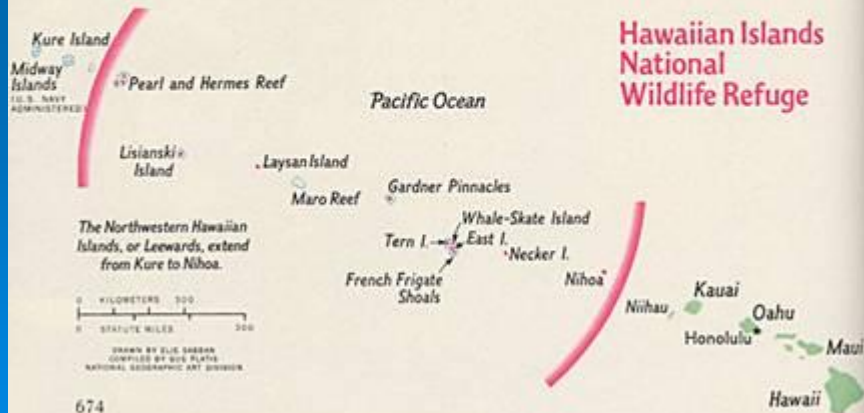 Hawaiian Islands
National
Wildlife Refuge
Kure Island
Midway
Islands
(U.S. NAVY
ADMINISTERED)
Pearl and Hermes Reef
Pacific Ocean
Lisianski
Island
Laysan Island
Maro Reef
Gardner Pinnacles
Whale-Skate Island
Tern I.
East I.
Necker I.
French Frigate
Shoals
Nihoa
The Northwestern Hawaiian
Islands, or Leewards, extend
from Kure to Nihoa.
Niihau
Kauai
Oahu
Honolulu
Maui
Hawaii
0 KILOMETERS 300
0 STATUTE MILES 200
DRAWN BY ELIE SABBAN
COMPILED BY GUS PLATIS
NATIONAL GEOGRAPHIC ART DIVISION
674